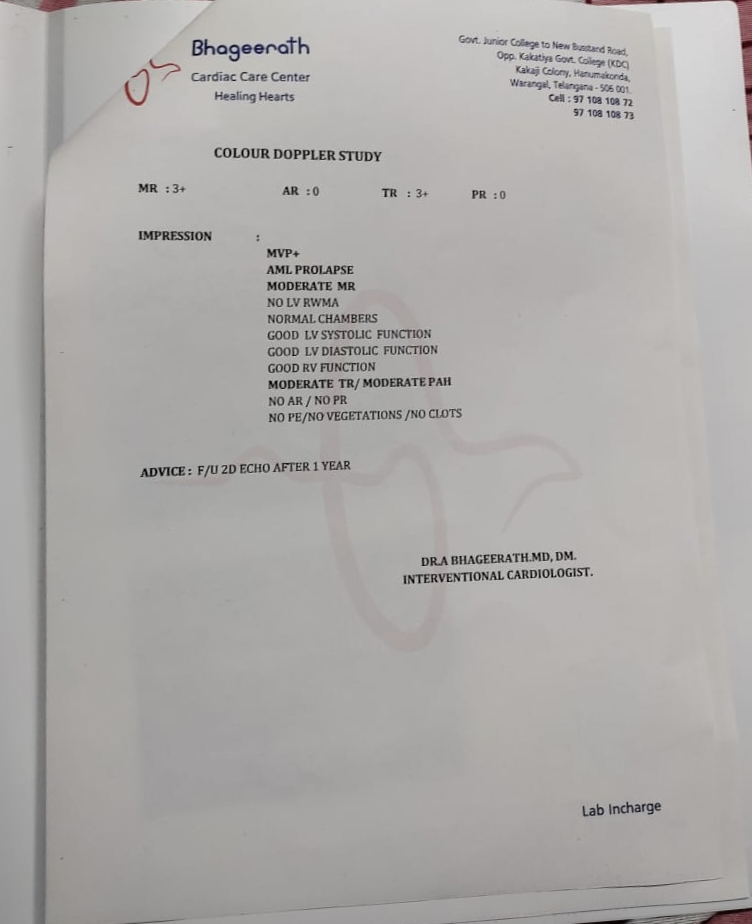 Bhageerath
Cardiac Care Center
Healing Hearts
Govt. Junior College to New Busstand Road,
Opp. Kakatiya Govt. College (KDC)
Kakaji Colony, Hanumakonda,
Warangal, Telangana - 506 001.
Cell : 97 108 108 72
97 108 108 73
COLOUR DOPPLER STUDY
MR : 3+ AR : 0 TR : 3+ PR : 0
IMPRESSION :
MVP+
AML PROLAPSE
MODERATE MR
NO LV RWMA
NORMAL CHAMBERS
GOOD LV SYSTOLIC FUNCTION
GOOD LV DIASTOLIC FUNCTION
GOOD RV FUNCTION
MODERATE TR/ MODERATE PAH
NO AR / NO PR
NO PE/NO VEGETATIONS /NO CLOTS
ADVICE : F/U 2D ECHO AFTER 1 YEAR
DR.A BHAGEERATH.MD, DM.
INTERVENTIONAL CARDIOLOGIST.
Lab Incharge